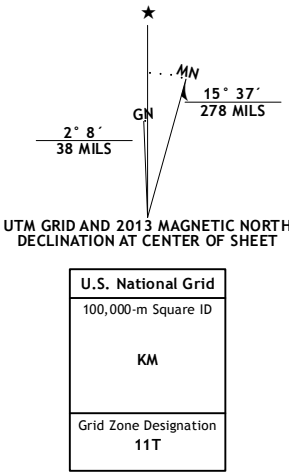 ★
MN
GN
15° 37´
278 MILS
2° 8´
38 MILS
UTM GRID AND 2013 MAGNETIC NORTH
DECLINATION AT CENTER OF SHEET
U.S. National Grid
100,000-m Square ID
KM
Grid Zone Designation
11T